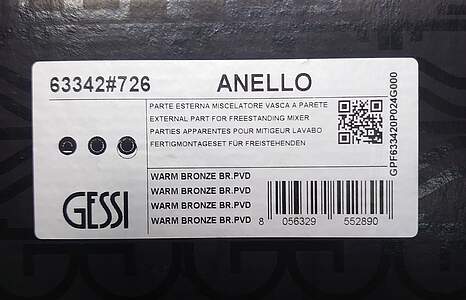 63342#726 ANELLO
PARTE ESTERNA MISCELATORE VASCA A PARETE
EXTERNAL PART FOR FREESTANDING MIXER
PARTIES APPARENTES POUR MITIGEUR LAVABO
FERTIGMONTAGESET FÜR FREISTEHENDEN
GPF633420P024G000
GESSI
WARM BRONZE BR.PVD
WARM BRONZE BR.PVD
WARM BRONZE BR.PVD
WARM BRONZE BR.PVD
8 056329 552890